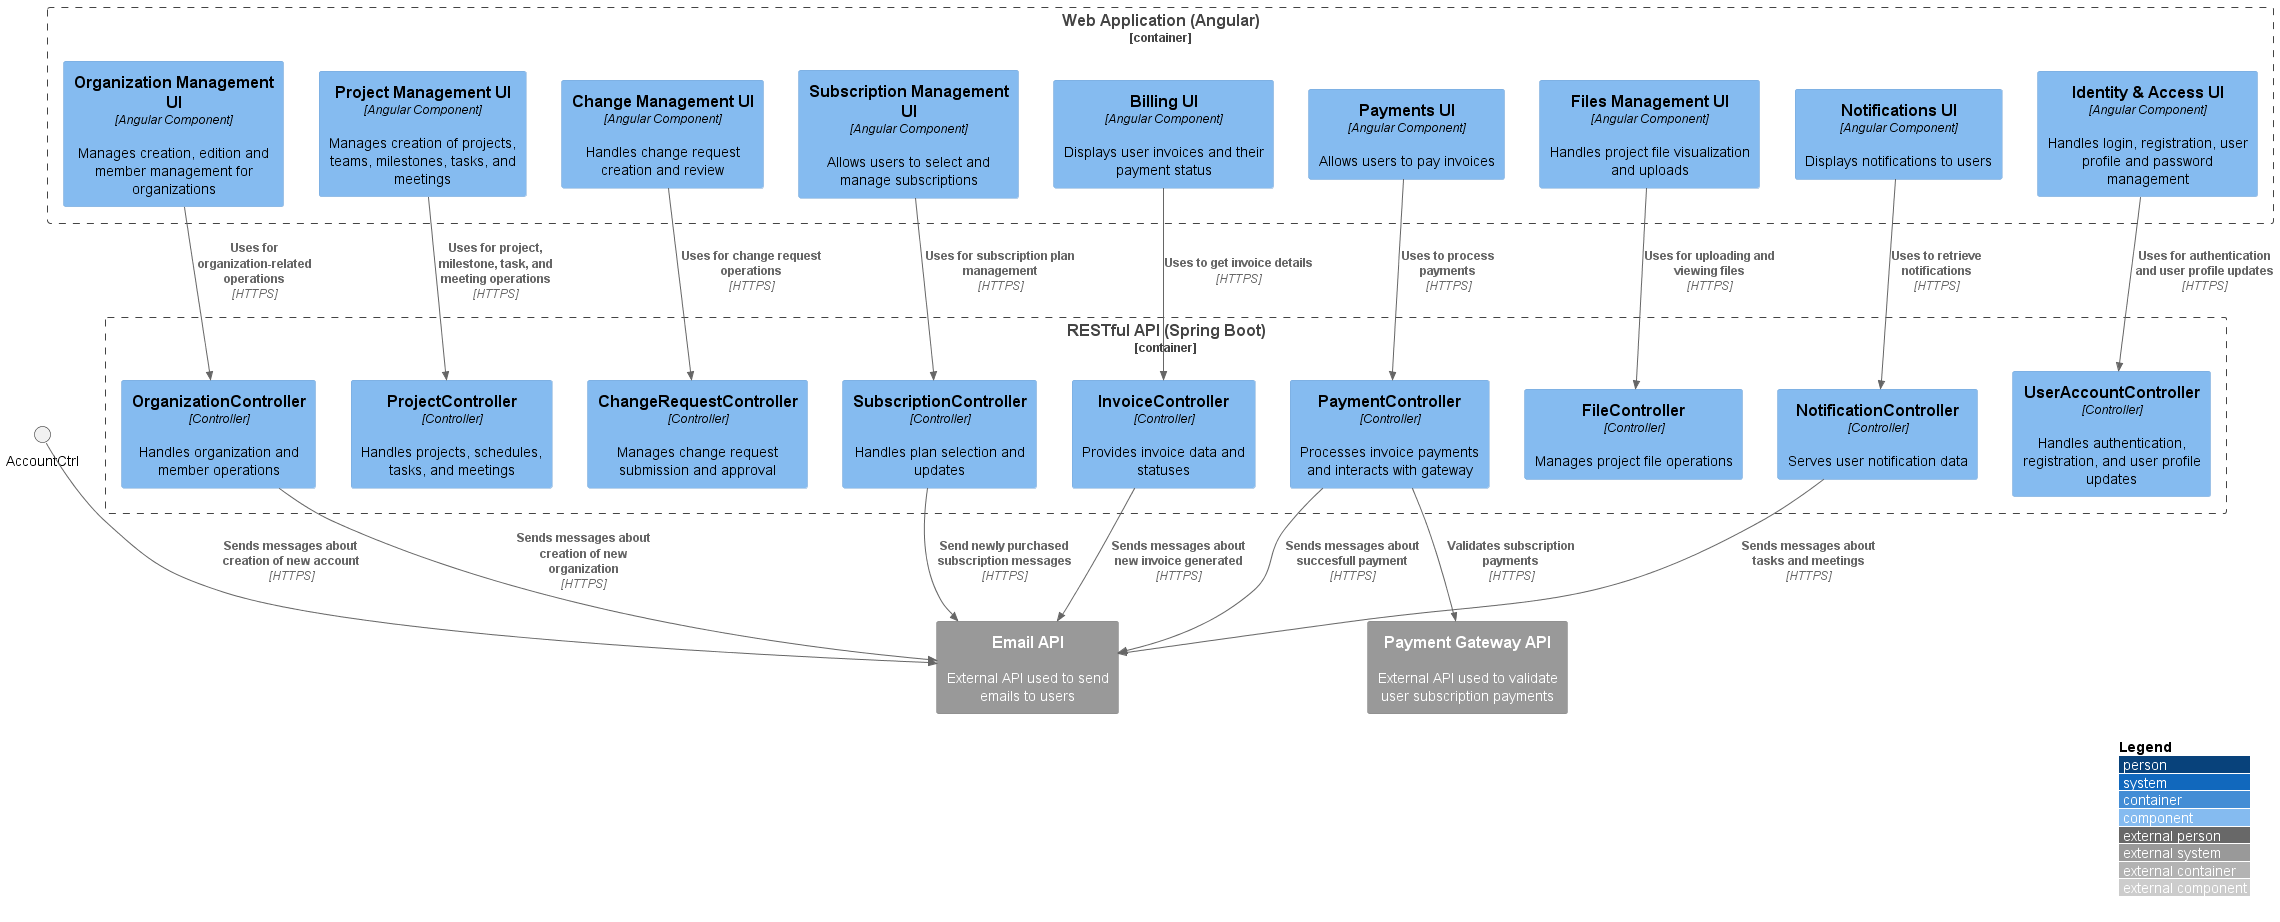 Web Application (Angular)
[container]
Organization Management
UI
[Angular Component]
Manages creation, edition and
member management for
organizations
Project Management UI
[Angular Component]
Manages creation of projects,
teams, milestones, tasks, and
meetings
Change Management UI
[Angular Component]
Handles change request
creation and review
Subscription Management
UI
[Angular Component]
Allows users to select and
manage subscriptions
Billing UI
[Angular Component]
Displays user invoices and their
payment status
Payments UI
[Angular Component]
Allows users to pay invoices
Files Management UI
[Angular Component]
Handles project file visualization
and uploads
Notifications UI
[Angular Component]
Displays notifications to users
Identity & Access UI
[Angular Component]
Handles login, registration, user
profile and password
management
Uses for
organization-related
operations
[HTTPS]
Uses for project,
milestone, task, and
meeting operations
[HTTPS]
Uses for change request
operations
[HTTPS]
Uses for subscription plan
management
[HTTPS]
Uses to get invoice details
[HTTPS]
Uses to process
payments
[HTTPS]
Uses for uploading and
viewing files
[HTTPS]
Uses to retrieve
notifications
[HTTPS]
Uses for authentication
and user profile updates
[HTTPS]
RESTful API (Spring Boot)
[container]
AccountCtrl
OrganizationController
[Controller]
Handles organization and
member operations
ProjectController
[Controller]
Handles projects, schedules,
tasks, and meetings
ChangeRequestController
[Controller]
Manages change request
submission and approval
SubscriptionController
[Controller]
Handles plan selection and
updates
InvoiceController
[Controller]
Provides invoice data and
statuses
PaymentController
[Controller]
Processes invoice payments
and interacts with gateway
FileController
[Controller]
Manages project file operations
NotificationController
[Controller]
Serves user notification data
UserAccountController
[Controller]
Handles authentication,
registration, and user profile
updates
Sends messages about
creation of new account
[HTTPS]
Sends messages about
creation of new
organization
[HTTPS]
Send newly purchased
subscription messages
[HTTPS]
Sends messages about
new invoice generated
[HTTPS]
Sends messages about
succesfull payment
[HTTPS]
Validates subscription
payments
[HTTPS]
Sends messages about
tasks and meetings
[HTTPS]
Email API
External API used to send
emails to users
Payment Gateway API
External API used to validate
user subscription payments
Legend
person
system
container
component
external person
external system
external container
external component